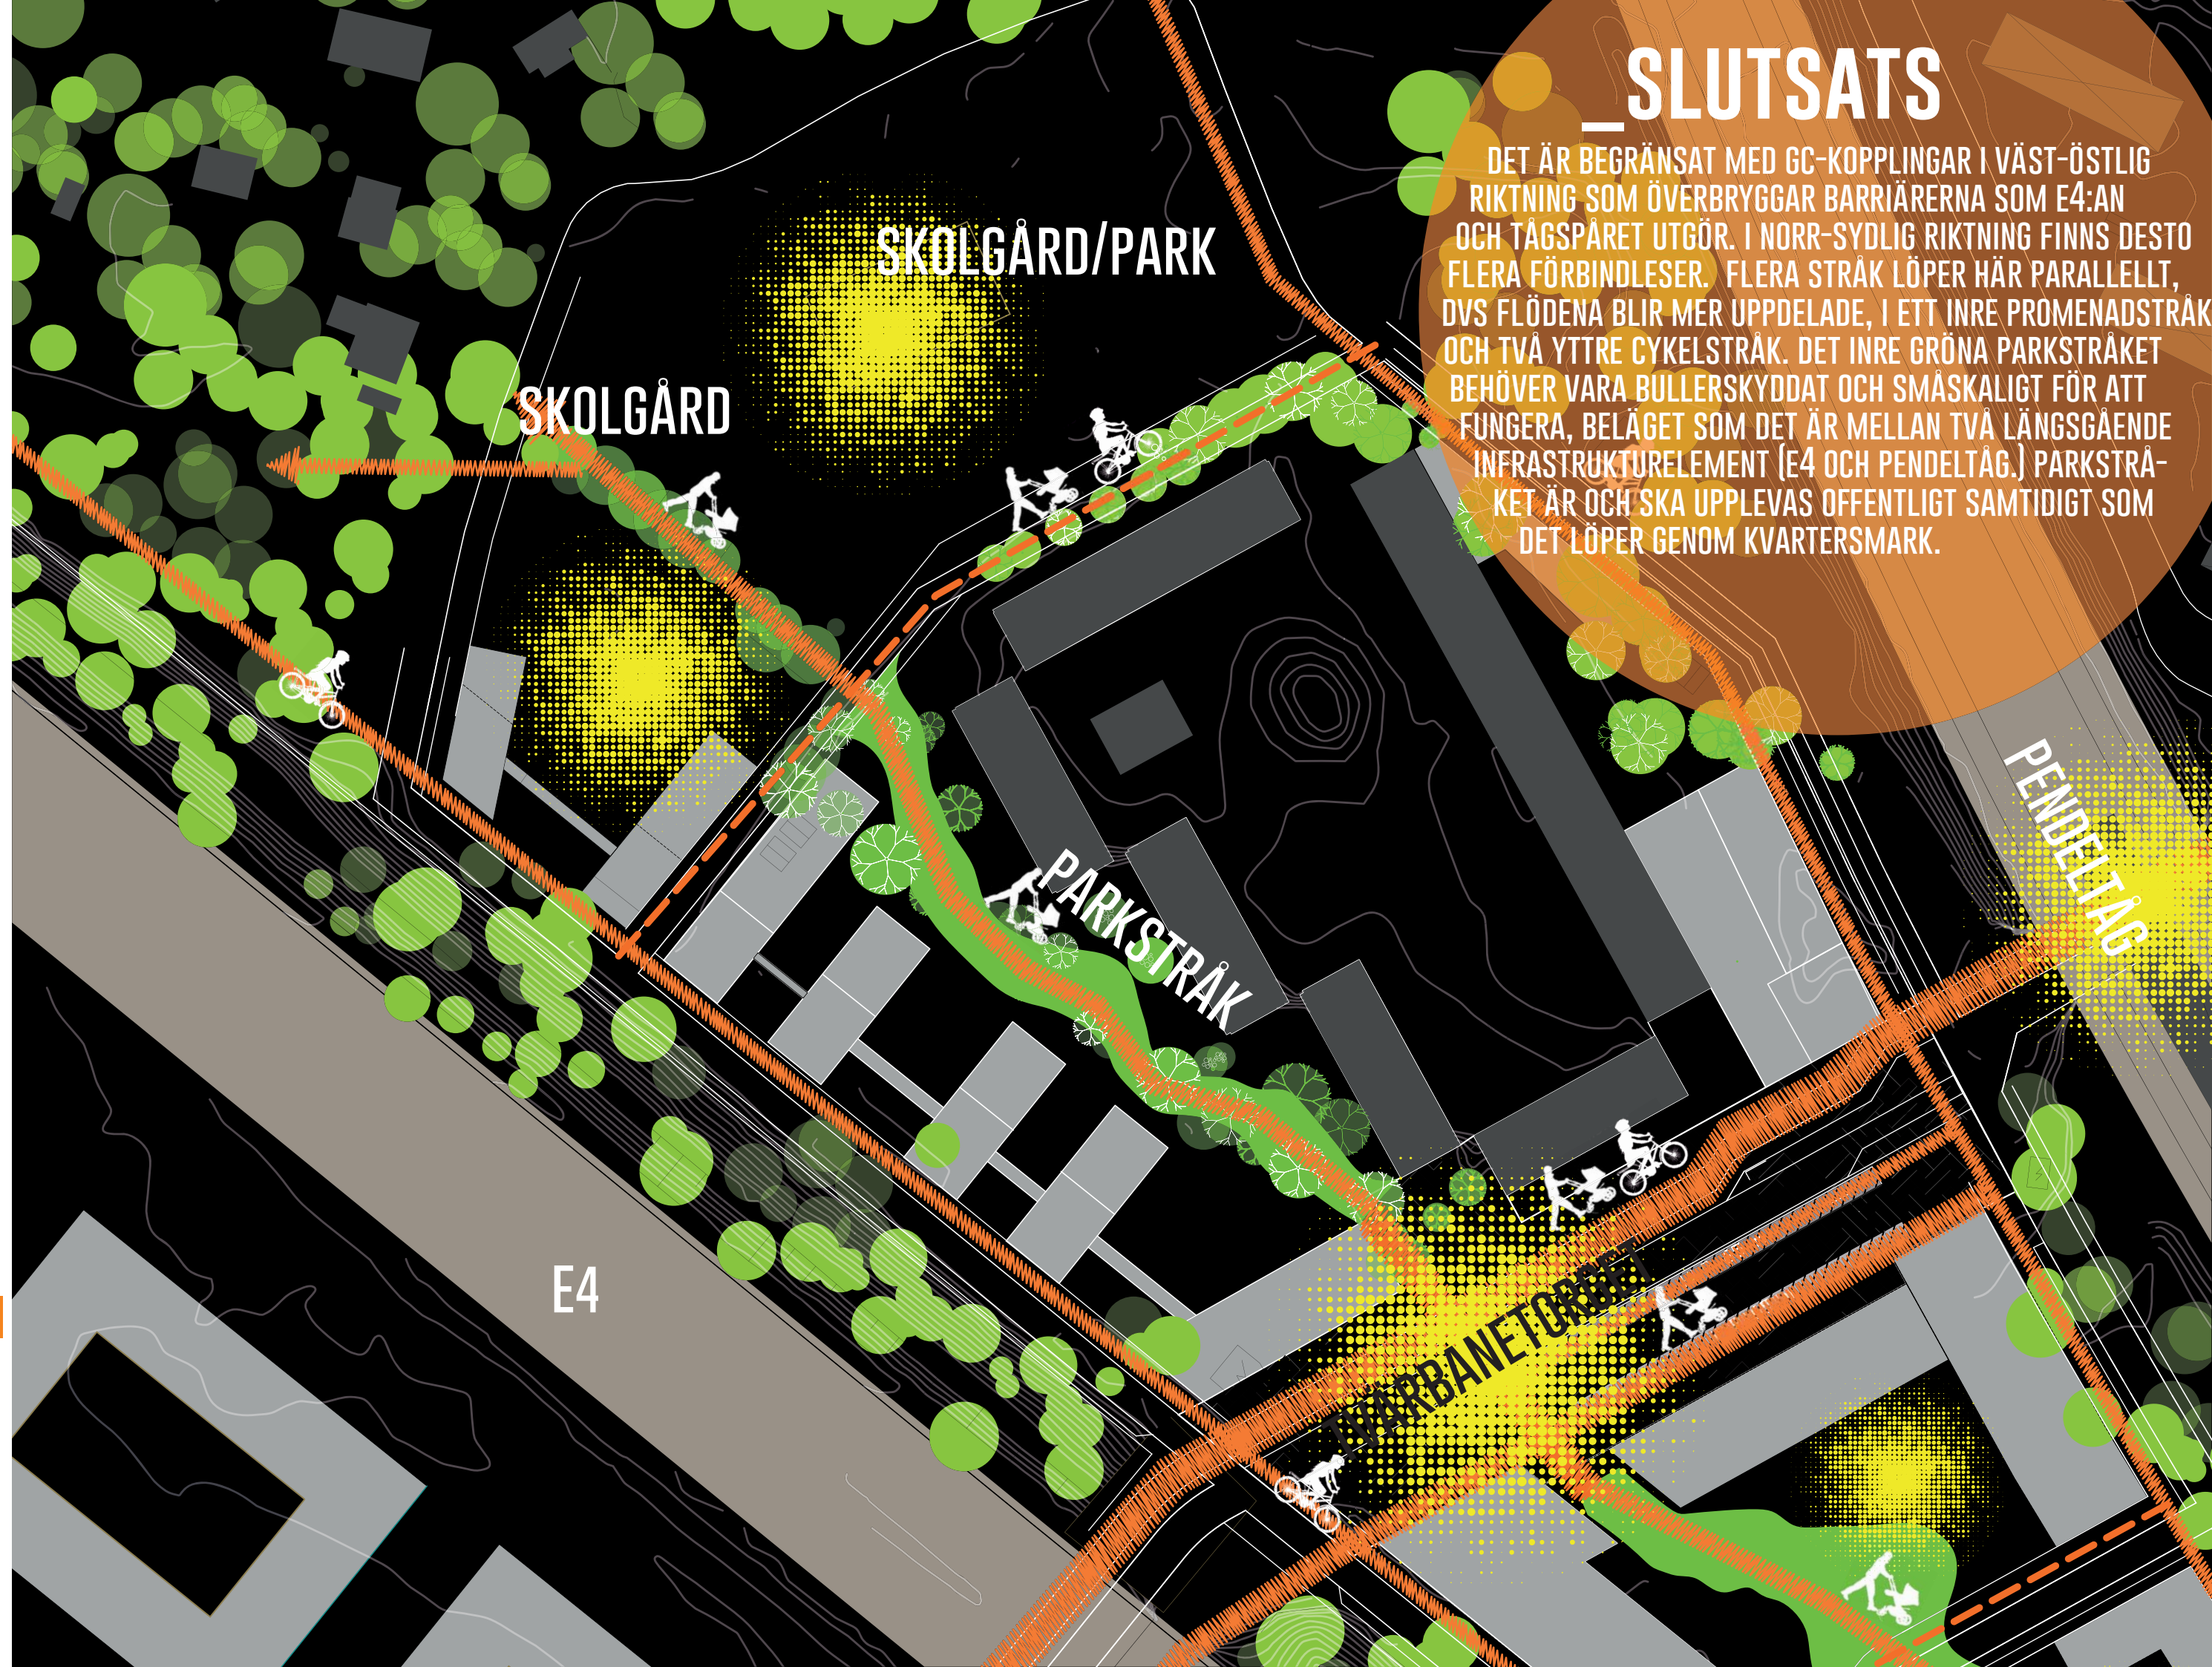 _SLUTSATS
DET ÄR BEGRÄNSAT MED GC-KOPPLINGAR I VÄST-ÖSTLIG
RIKTNING SOM ÖVERBRYGGAR BARRIÄRERNA SOM E4:AN
OCH TÅGSPÅRET UTGÖR. I NORR-SYDLIG RIKTNING FINNS DESTO
FLERA FÖRBINDLESER. FLERA STRÅK LÖPER HÄR PARALLELLT,
DVS FLÖDENA BLIR MER UPPDELADE, I ETT INRE PROMENADSTRÅK
OCH TVÅ YTTRE CYKELSTRÅK. DET INRE GRÖNA PARKSTRÅKET
BEHÖVER VARA BULLERSKYDDAT OCH SMÅSKALIGT FÖR ATT
FUNGERA, BELÄGET SOM DET ÄR MELLAN TVÅ LÄNGSGÅENDE
INFRASTRUKTURELEMENT (E4 OCH PENDELTÅG.) PARKSTRÅ-
KET ÄR OCH SKA UPPLEVAS OFFENTLIGT SAMTIDIGT SOM
DET LÖPER GENOM KVARTERSMARK.
SKOLGÅRD/PARK
SKOLGÅRD
PENDELTÅG
PARKSTRÅK
E4
TVÄRBANETORGET